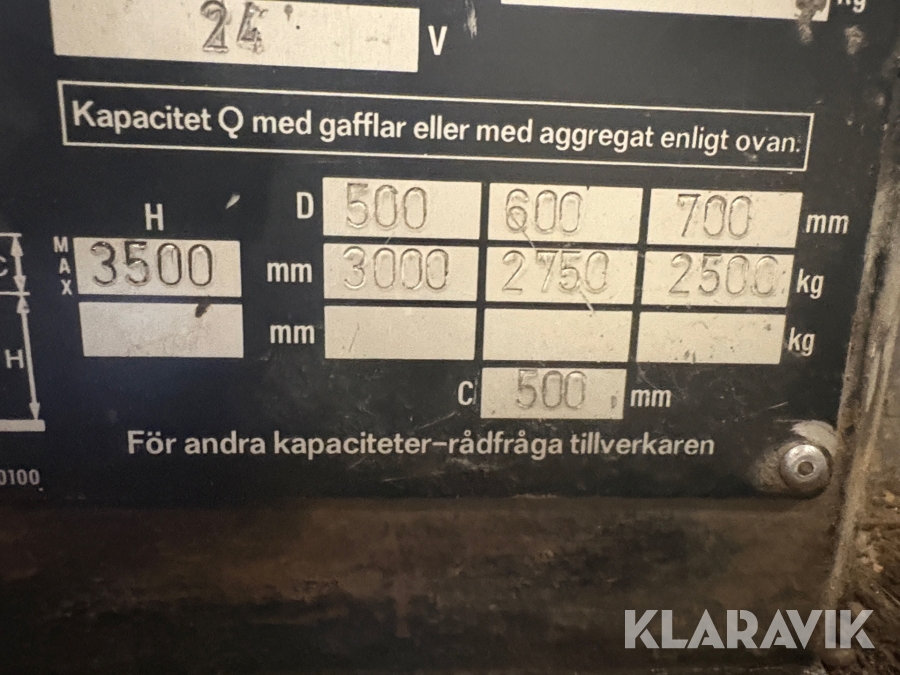 24 V
Kapacitet Q med gafflar eller med aggregat enligt ovan:
H D 500 600 700 mm
MAX 3500 mm 3000 2750 2500 kg
mm kg
C 500 mm
H
För andra kapaciteter–rådfråga tillverkaren
0100
KLARAVIK